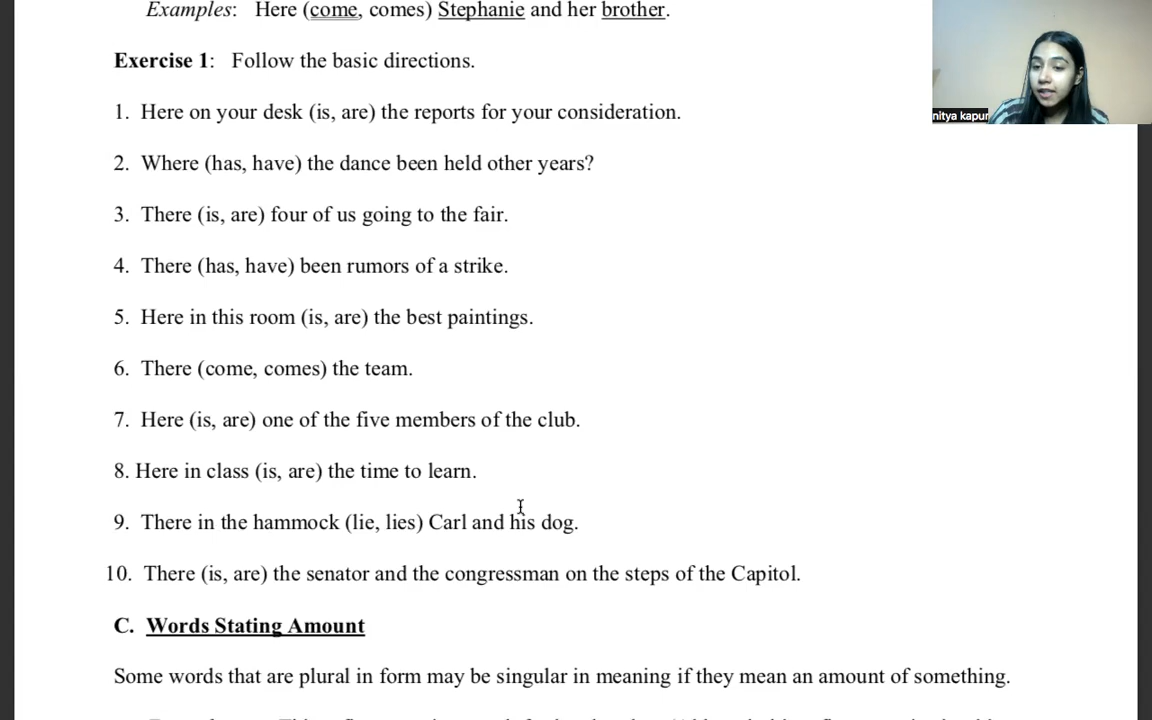 Examples: Here (come, comes) Stephanie and her brother.
Exercise 1: Follow the basic directions.
nitya kapur
1. Here on your desk (is, are) the reports for your consideration.
2. Where (has, have) the dance been held other years?
3. There (is, are) four of us going to the fair.
4. There (has, have) been rumors of a strike.
5. Here in this room (is, are) the best paintings.
6. There (come, comes) the team.
7. Here (is, are) one of the five members of the club.
8. Here in class (is, are) the time to learn.
9. There in the hammock (lie, lies) Carl and his dog.
10. There (is, are) the senator and the congressman on the steps of the Capitol.
C. Words Stating Amount
Some words that are plural in form may be singular in meaning if they mean an amount of something.